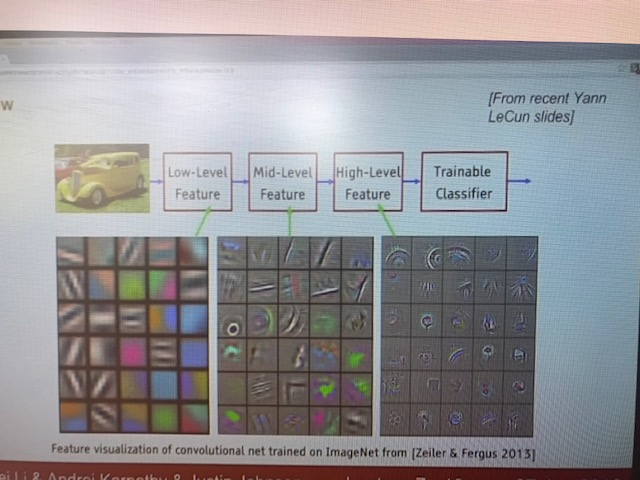 w
[From recent Yann
LeCun slides]
Low-Level
Feature
Mid-Level
Feature
High-Level
Feature
Trainable
Classifier
Feature visualization of convolutional net trained on ImageNet from [Zeiler & Fergus 2013]